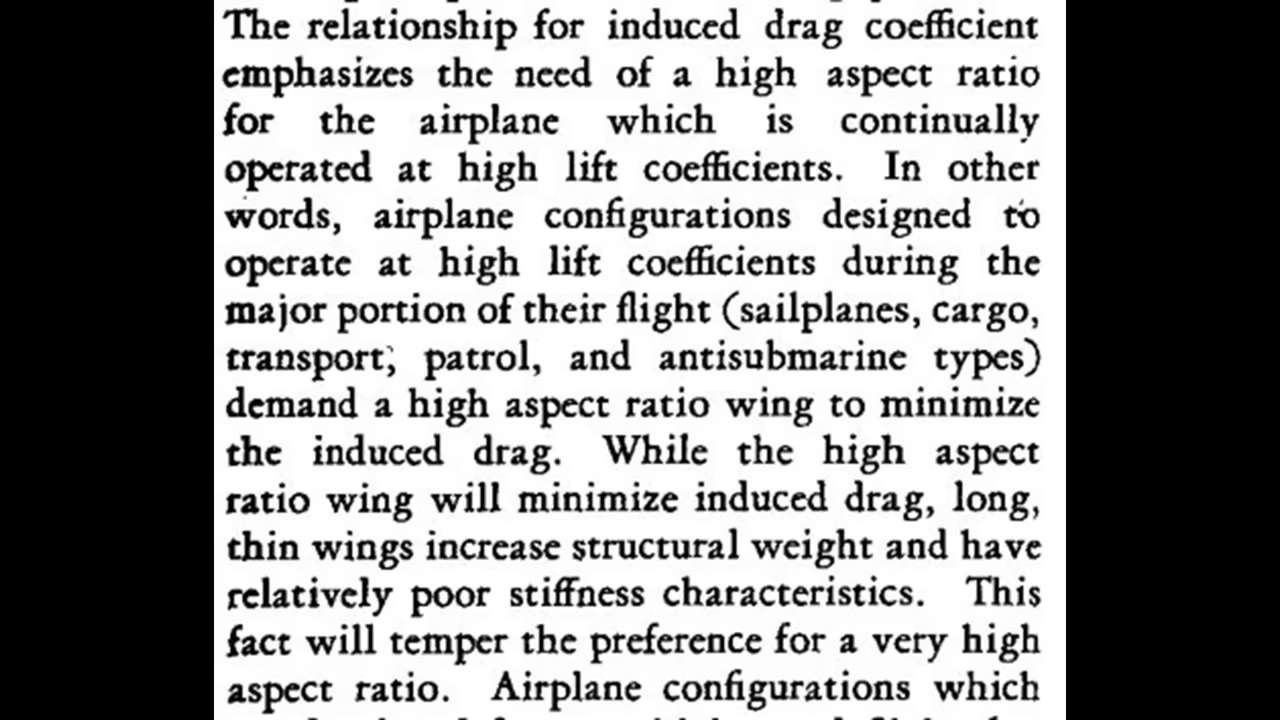 The relationship for induced drag coefficient
emphasizes the need of a high aspect ratio
for the airplane which is continually
operated at high lift coefficients. In other
words, airplane configurations designed to
operate at high lift coefficients during the
major portion of their flight (sailplanes, cargo,
transport, patrol, and antisubmarine types)
demand a high aspect ratio wing to minimize
the induced drag. While the high aspect
ratio wing will minimize induced drag, long,
thin wings increase structural weight and have
relatively poor stiffness characteristics. This
fact will temper the preference for a very high
aspect ratio. Airplane configurations which